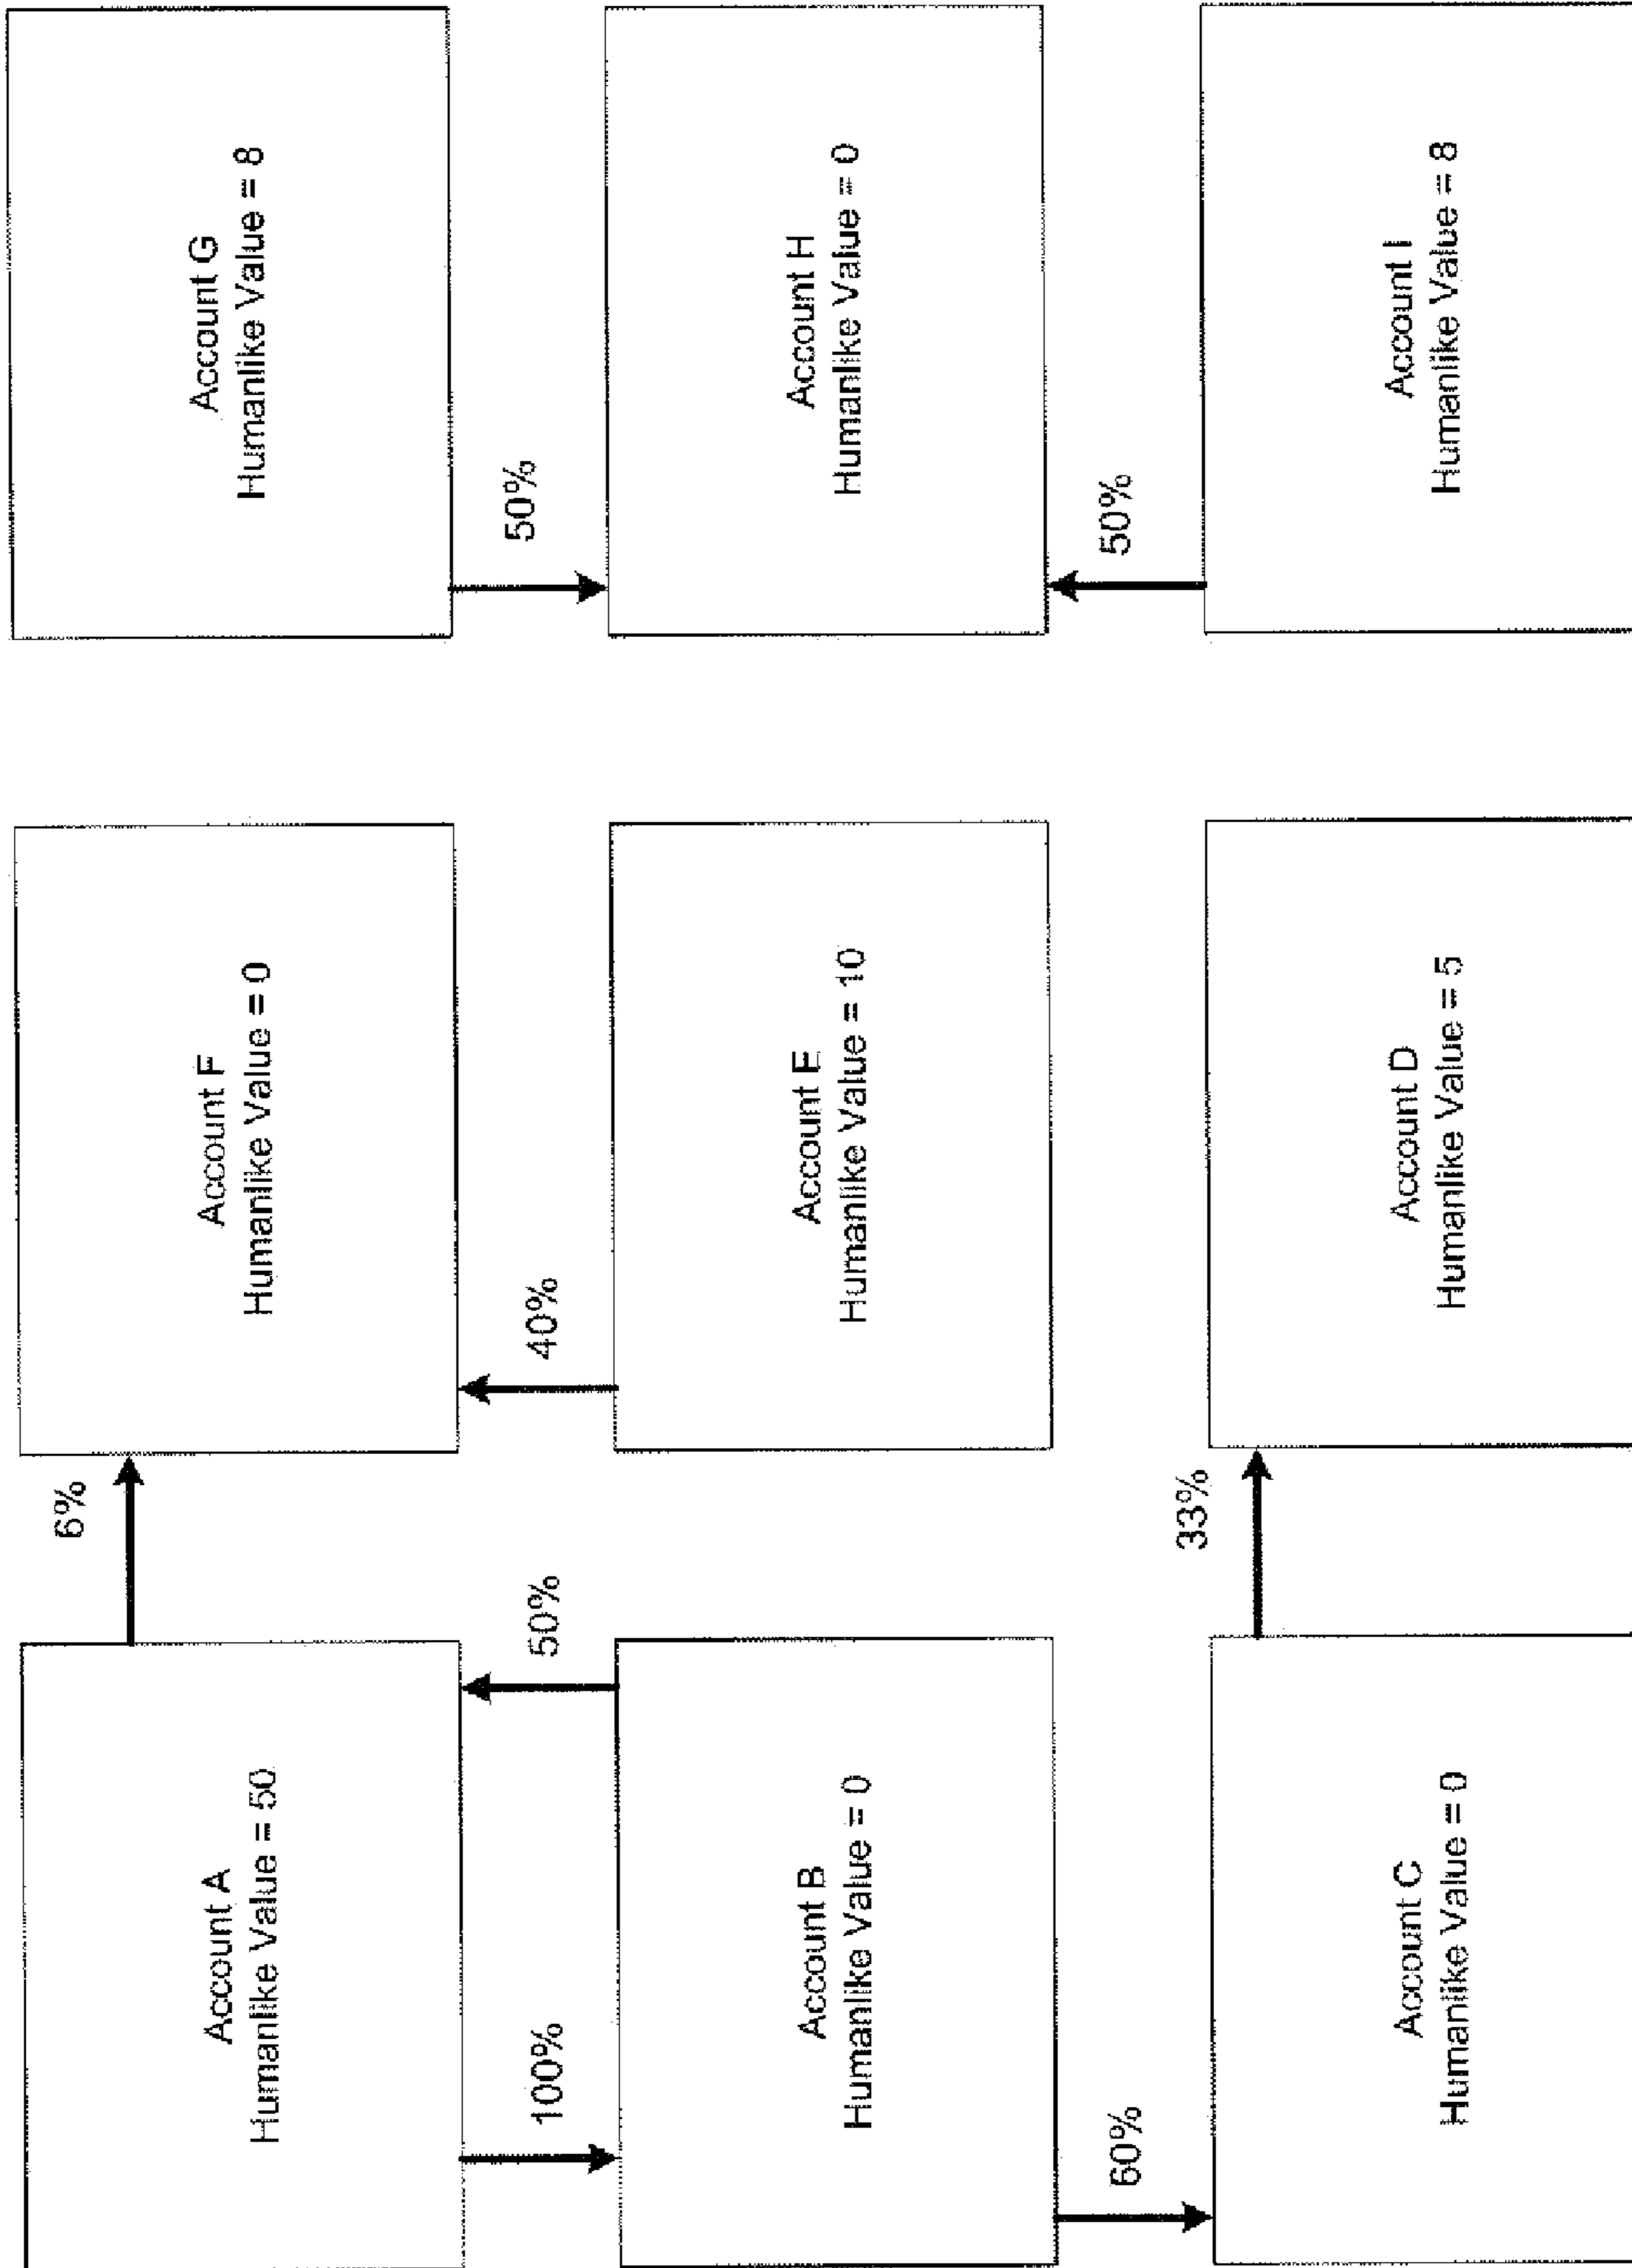 Account A
Humanlike Value = 50
6%
Account F
Humanlike Value = 0
Account G
Humanlike Value = 8
100%
50%
40%
50%
Account B
Humanlike Value = 0
Account E
Humanlike Value = 10
Account H
Humanlike Value = 0
60%
50%
Account C
Humanlike Value = 0
33%
Account D
Humanlike Value = 5
Account I
Humanlike Value = 8